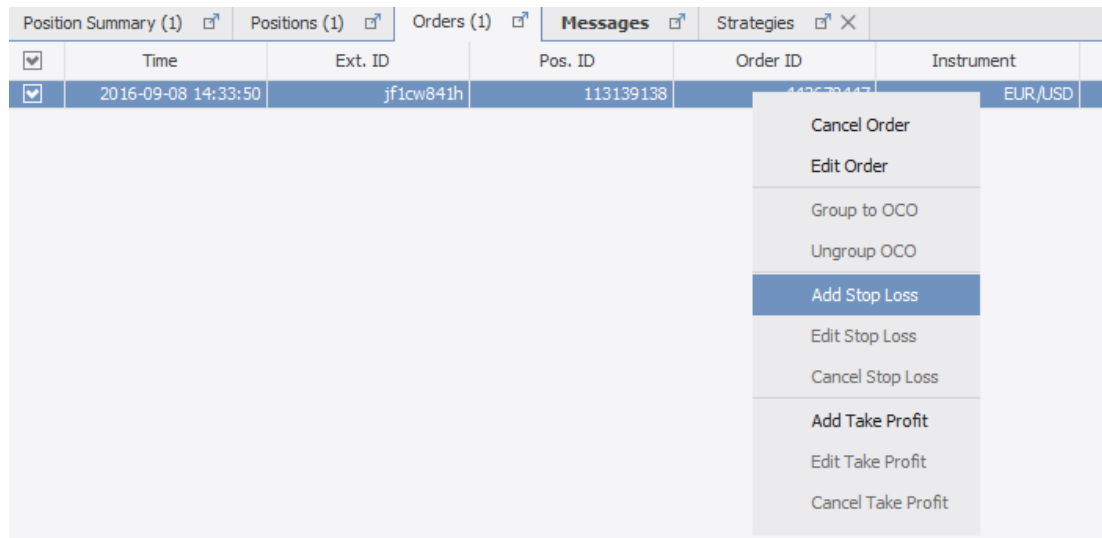 Position Summary (1) Positions (1) Orders (1) Messages Strategies
Time Ext. ID Pos. ID Order ID Instrument
2016-09-08 14:33:50 jf1cw841h 113139138 EUR/USD
Cancel Order
Edit Order
Group to OCO
Ungroup OCO
Add Stop Loss
Edit Stop Loss
Cancel Stop Loss
Add Take Profit
Edit Take Profit
Cancel Take Profit